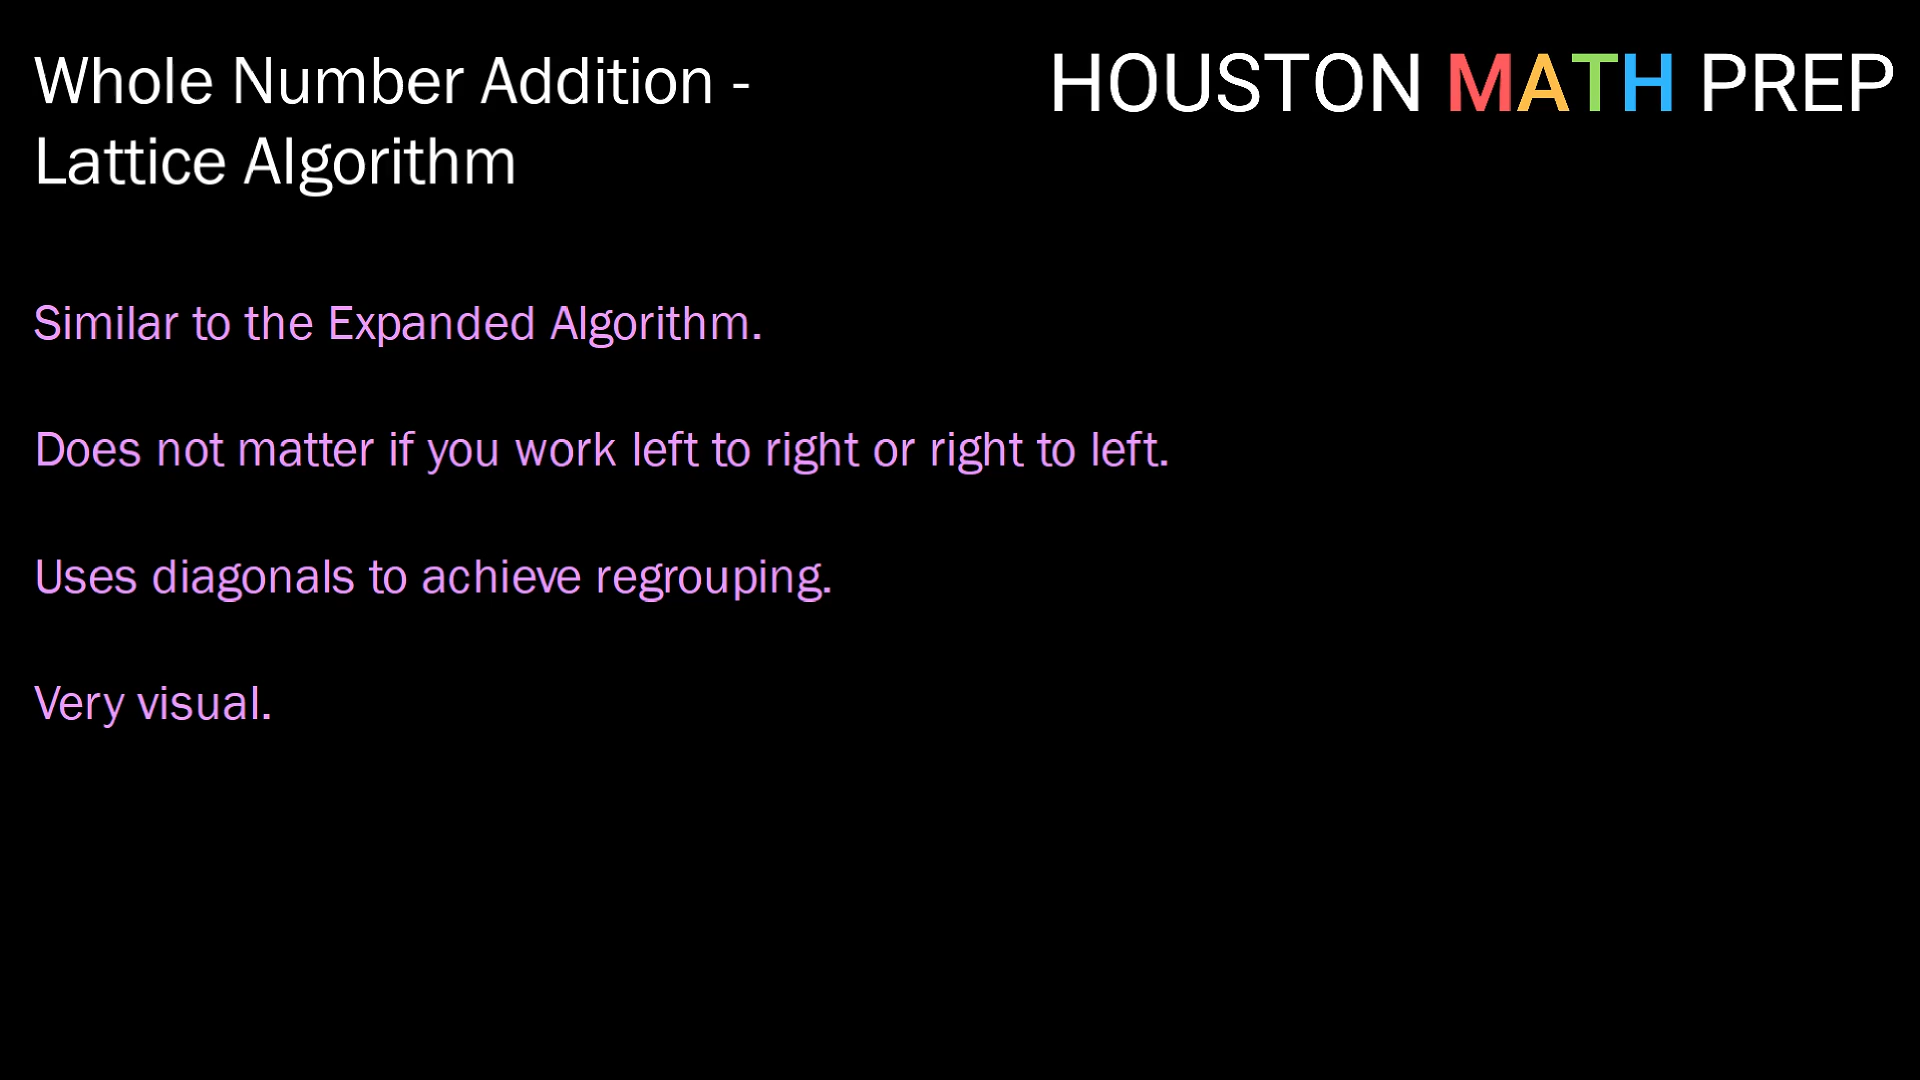 Whole Number Addition -
Lattice Algorithm
HOUSTON MATH PREP
Similar to the Expanded Algorithm.
Does not matter if you work left to right or right to left.
Uses diagonals to achieve regrouping.
Very visual.